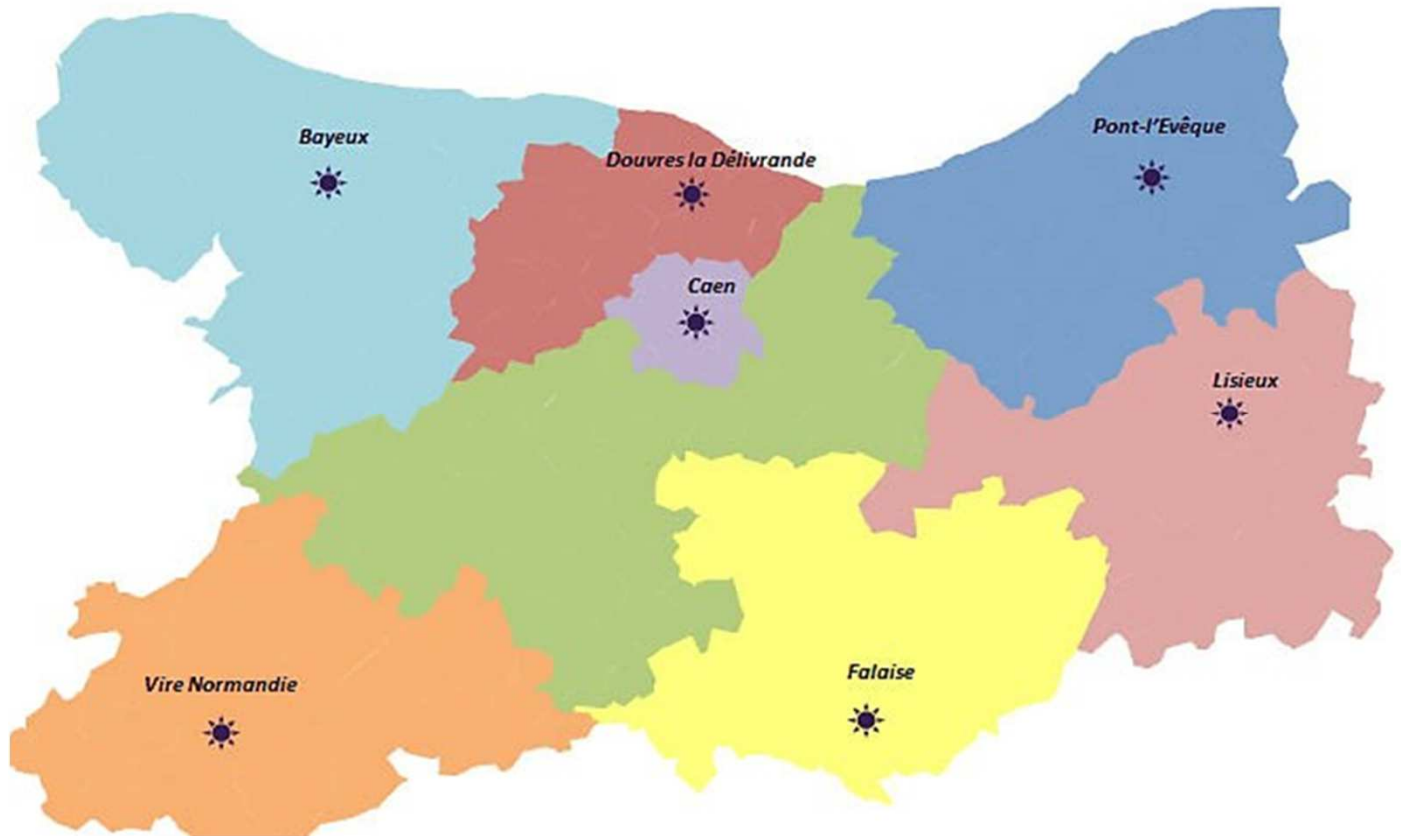 Bayeux
Pont-l'Evêque
Douvres la Délivrande
Caen
Lisieux
Vire Normandie
Falaise